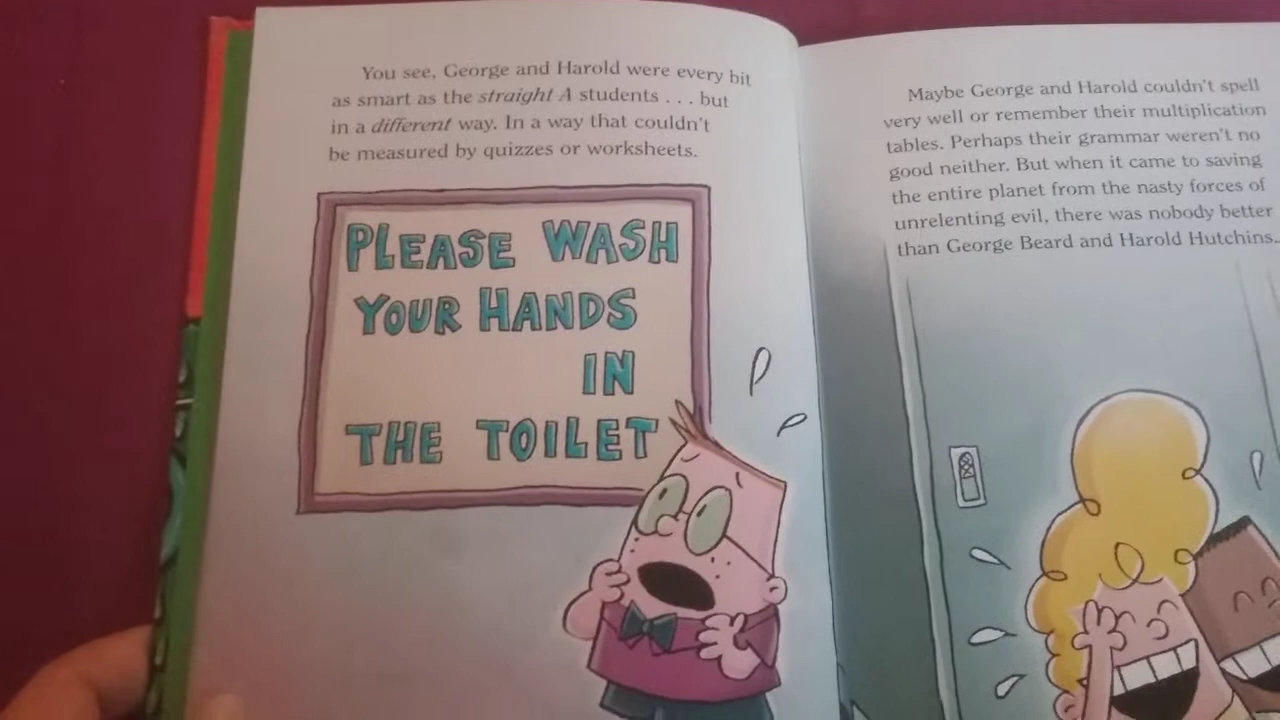 You see, George and Harold were every bit
as smart as the straight A students . . . but
in a different way. In a way that couldn't
be measured by quizzes or worksheets.
PLEASE WASH
YOUR HANDS
IN
THE TOILET
Maybe George and Harold couldn't spell
very well or remember their multiplication
tables. Perhaps their grammar weren't no
good neither. But when it came to saving
the entire planet from the nasty forces of
unrelenting evil, there was nobody better
than George Beard and Harold Hutchins.